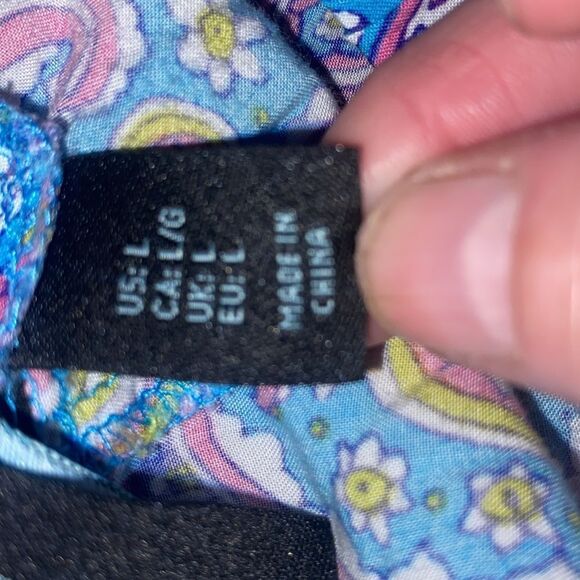 US: L
CA: L/G
UK: L
EU: L
MADE IN
CHINA